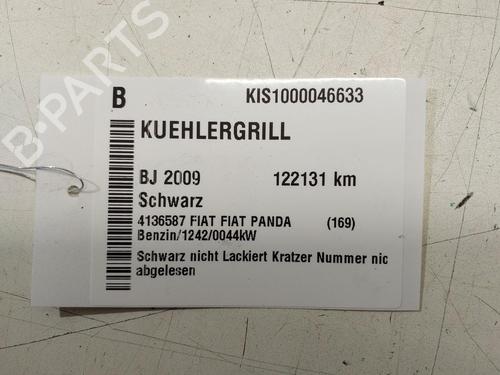 B KIS1000046633
KUEHLERGRILL
BJ 2009 122131 km
Schwarz
4136587 FIAT FIAT PANDA (169)
Benzin/1242/0044kW
Schwarz nicht Lackiert Kratzer Nummer nic
abgelesen
B-PARTS